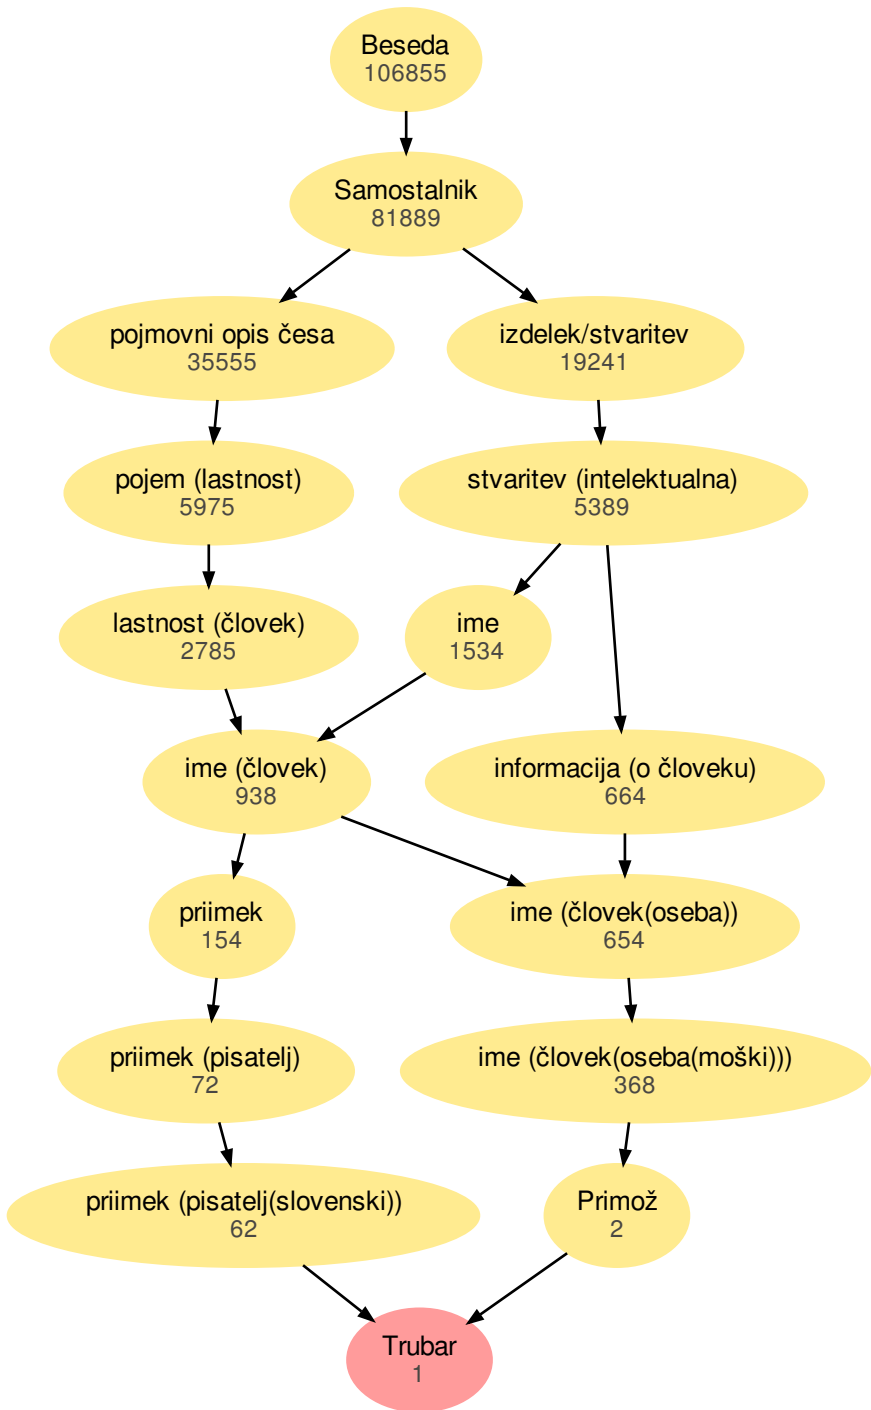 Beseda
106855
Samostalnik
81889
pojmovni opis česa
35555
izdelek/stvaritev
19241
pojem (lastnost)
5975
stvaritev (intelektualna)
5389
lastnost (človek)
2785
ime
1534
ime (človek)
938
informacija (o človeku)
664
priimek
154
ime (človek(oseba))
654
priimek (pisatelj)
72
ime (človek(oseba(moški)))
368
priimek (pisatelj(slovenski))
62
Primož
2
Trubar
1